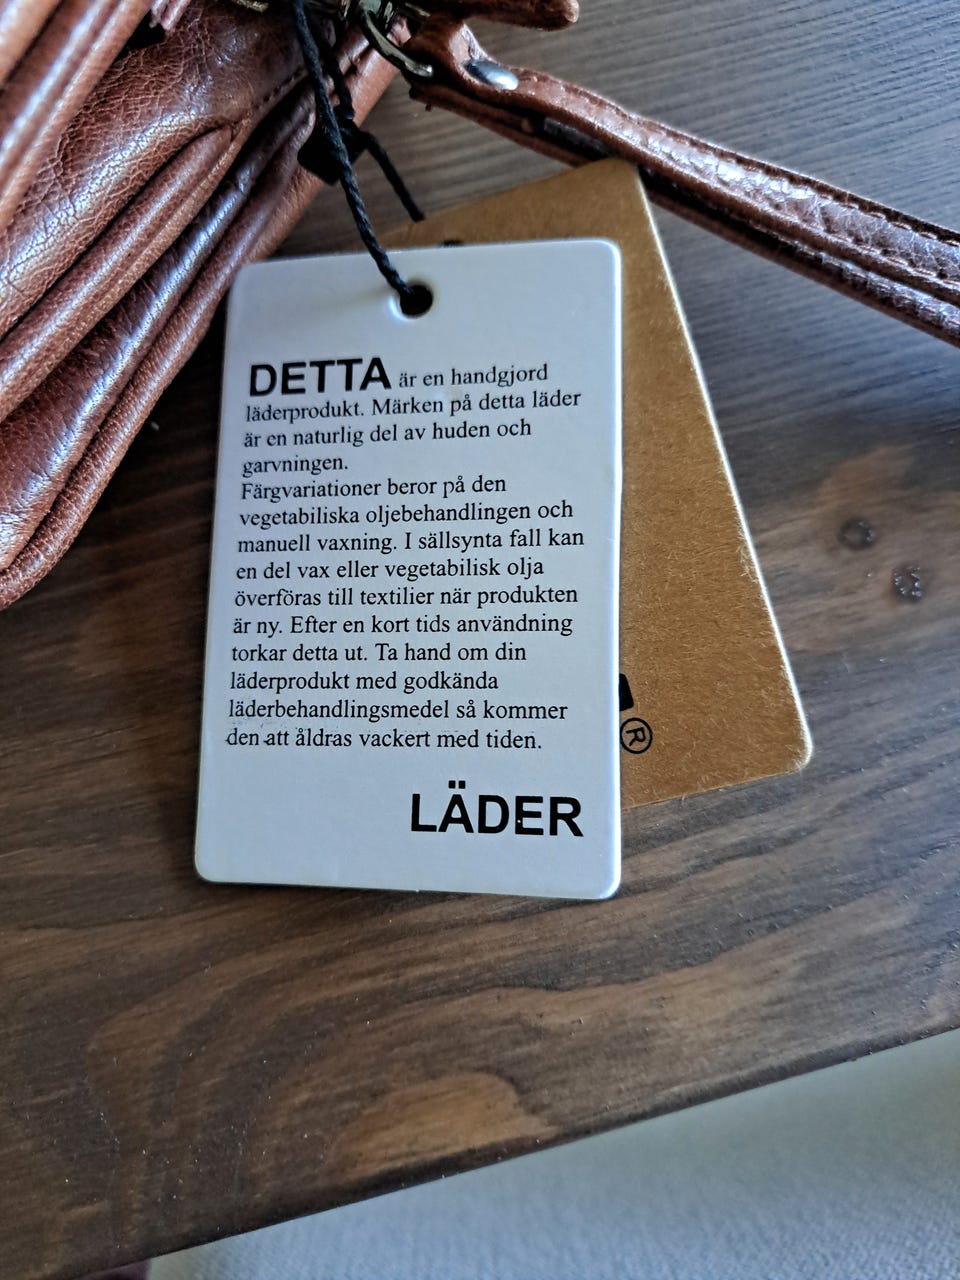 DETTA är en handgjord
läderprodukt. Märken på detta läder
är en naturlig del av huden och
garvningen.
Färgvariationer beror på den
vegetabiliska oljebehandlingen och
manuell vaxning. I sällsynta fall kan
en del vax eller vegetabilisk olja
överföras till textilier när produkten
är ny. Efter en kort tids användning
torkar detta ut. Ta hand om din
läderprodukt med godkända
läderbehandlingsmedel så kommer
den att åldras vackert med tiden.
LÄDER
®